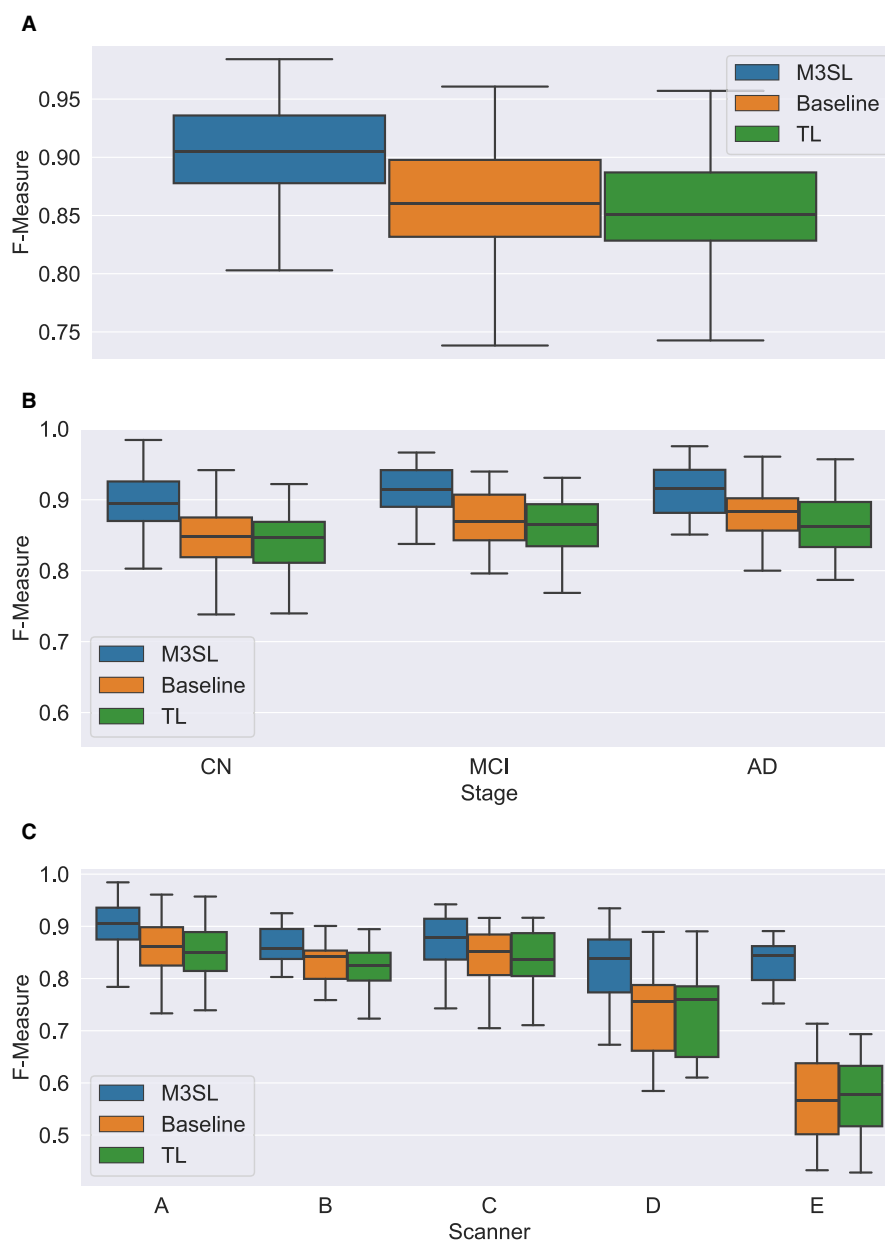 A
0.95
0.90
0.85
0.80
0.75
F-Measure
M3SL
Baseline
TL
B
1.0
0.9
0.8
0.7
0.6
F-Measure
M3SL
Baseline
TL
CN MCI AD
Stage
C
1.0
0.9
0.8
0.7
0.6
0.5
F-Measure
M3SL
Baseline
TL
A B C D E
Scanner